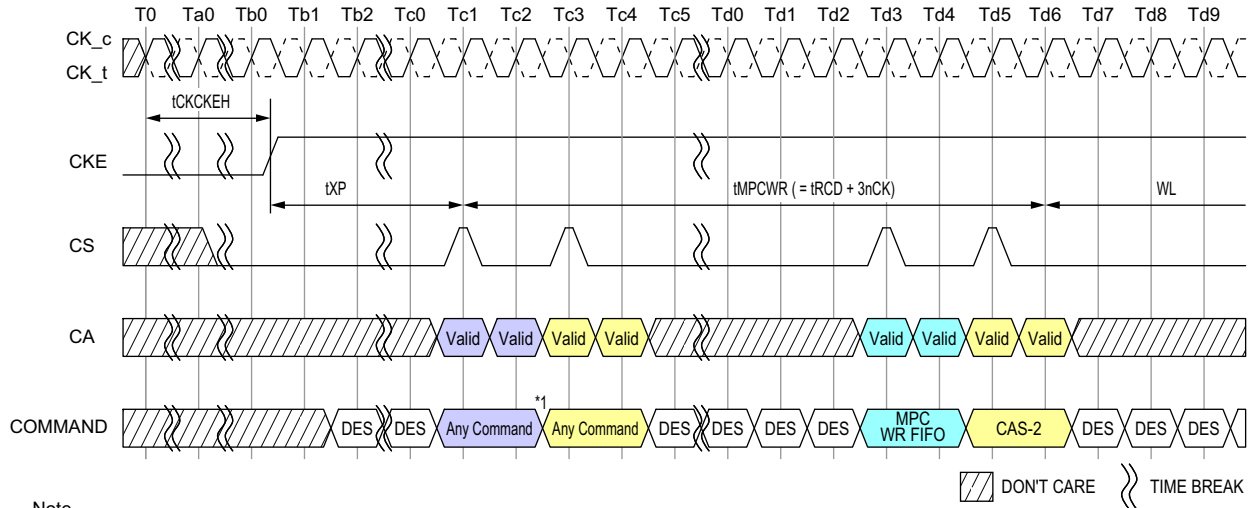 T0 Ta0 Tb0 Tb1 Tb2 Tc0 Tc1 Tc2 Tc3 Tc4 Tc5 Td0 Td1 Td2 Td3 Td4 Td5 Td6 Td7 Td8 Td9
CK_c
CK_t
tCKCKEH
CKE
tXP tMPCWR ( = tRCD + 3nCK) WL
CS
CA Valid Valid Valid Valid Valid Valid Valid Valid
*1
COMMAND DES DES Any Command Any Command DES DES DES DES MPC WR FIFO CAS-2 DES DES DES
DON'T CARE TIME BREAK